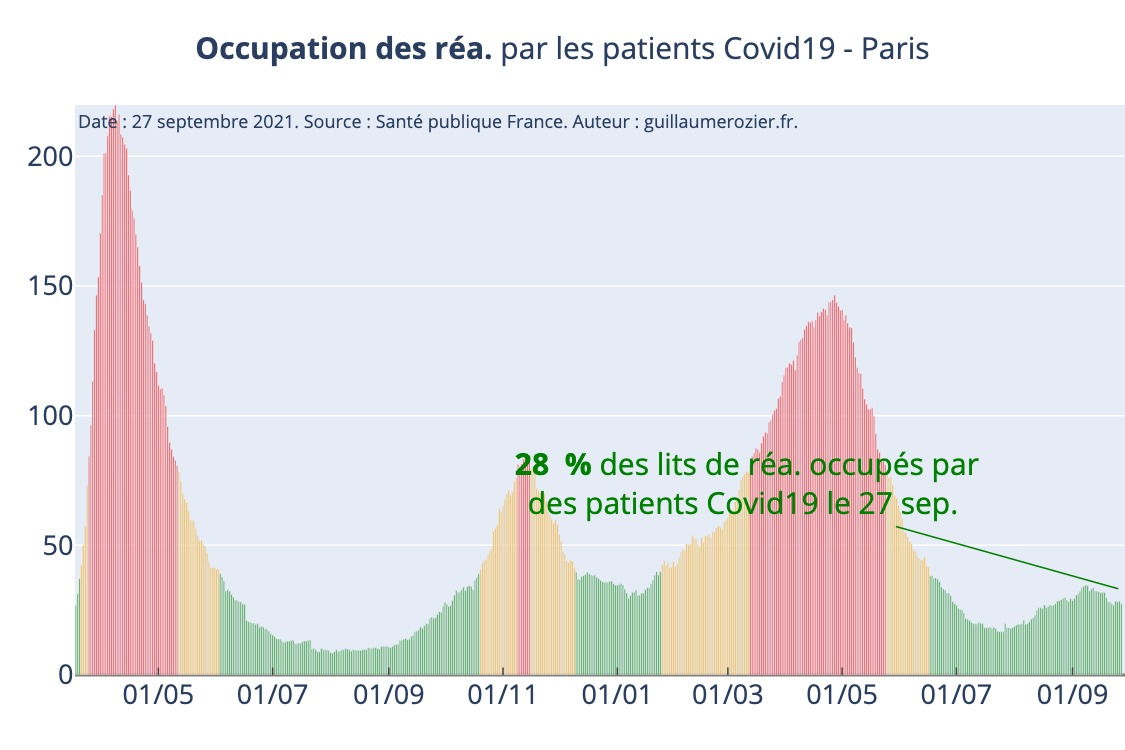 Occupation des réa. par les patients Covid19 - Paris
Date : 27 septembre 2021. Source : Santé publique France. Auteur : guillaumerozier.fr.
200
150
100
28 % des lits de réa. occupés par
des patients Covid19 le 27 sep.
50
0
01/05 01/07 01/09 01/11 01/01 01/03 01/05 01/07 01/09